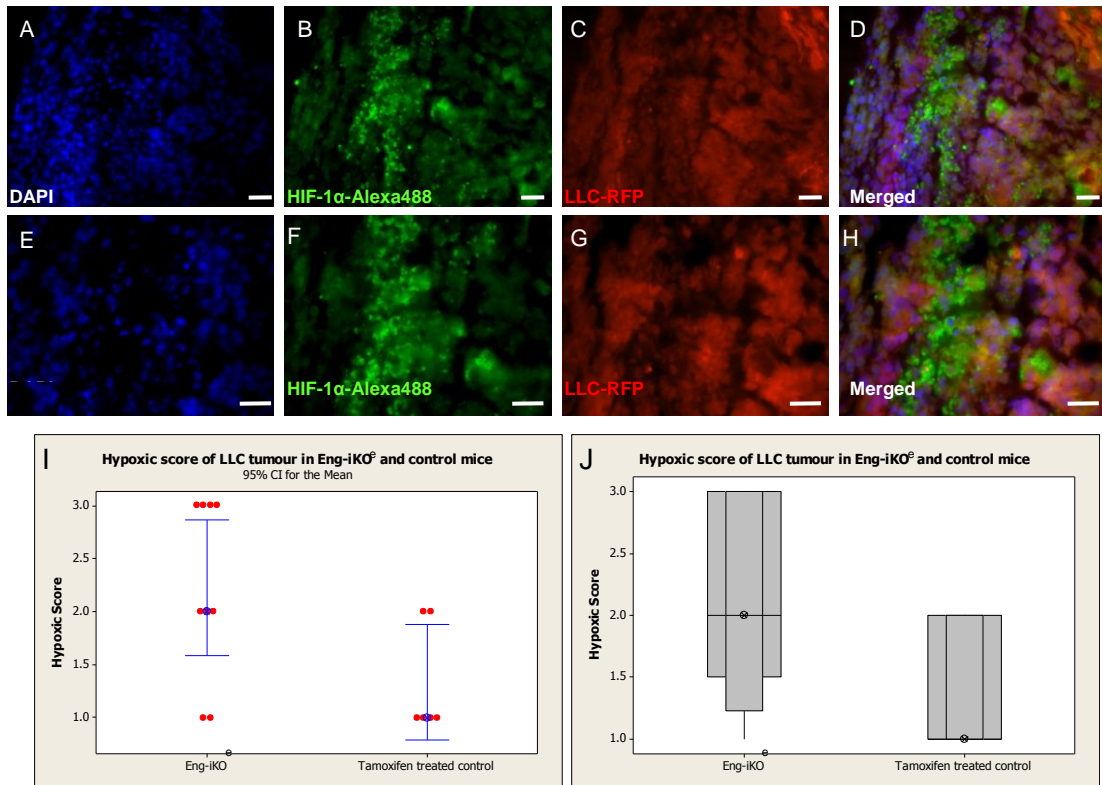 A
B
C
D
DAPI
HIF-1α-Alexa488
LLC-RFP
Merged
E
F
G
H
HIF-1α-Alexa488
LLC-RFP
Merged
I
Hypoxic score of LLC tumour in Eng-iKOᵉ and control mice
95% CI for the Mean
3.0
2.5
2.0
1.5
1.0
Hypoxic Score
Eng-iKO e
Tamoxifen treated control
J
Hypoxic score of LLC tumour in Eng-iKOᵉ and control mice
3.0
2.5
2.0
1.5
1.0
Hypoxic Score
Eng-iKO e
Tamoxifen treated control